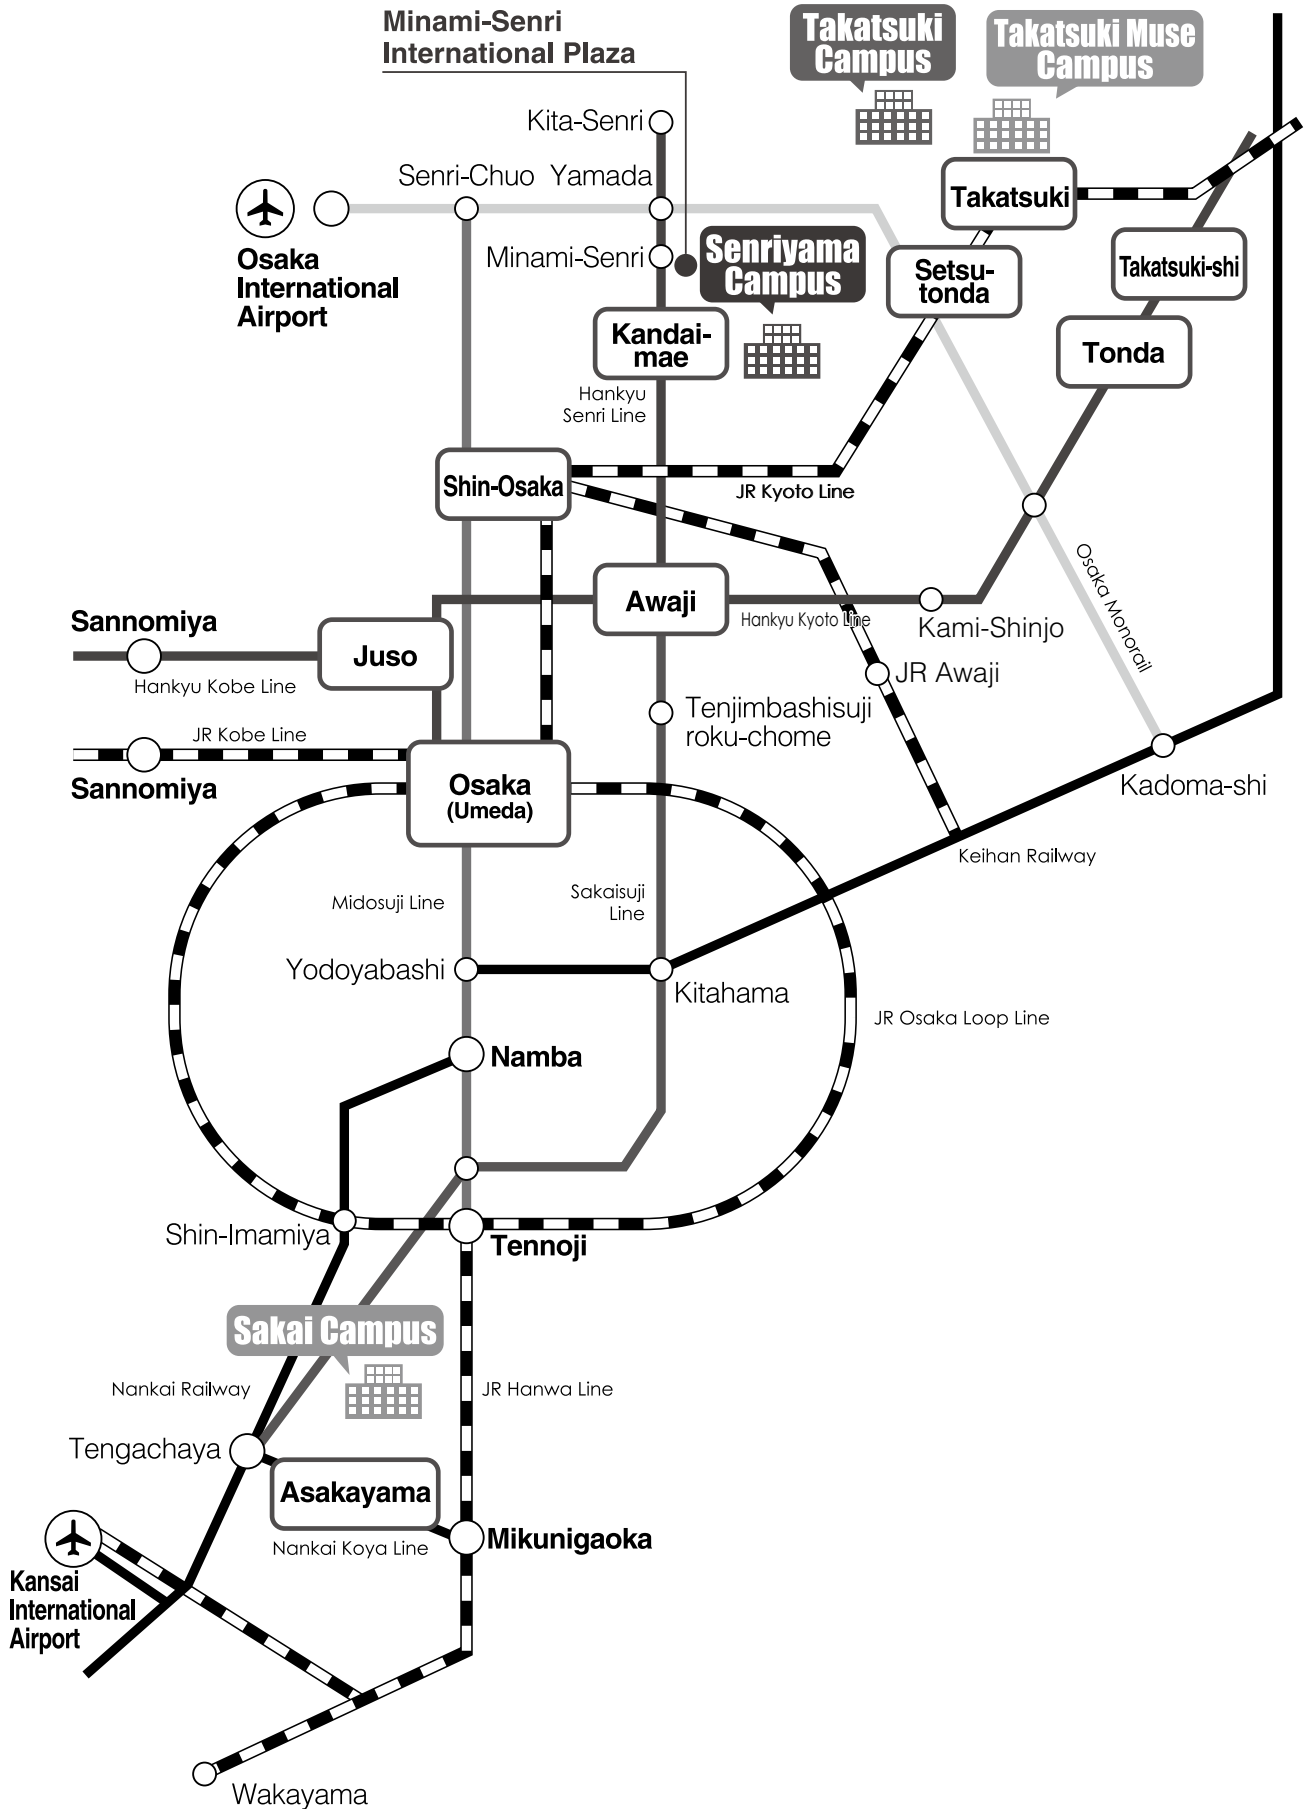 Minami-Senri
International Plaza
Takatsuki
Campus
Takatsuki Muse
Campus
Kita-Senri
Senri-Chuo
Yamada
Takatsuki
Osaka
International
Airport
Minami-Senri
Senriyama
Campus
Setsu-
tonda
Takatsuki-shi
Kandai-
mae
Tonda
Hankyu
Senri Line
Shin-Osaka
JR Kyoto Line
Osaka Monorail
Awaji
Hankyu Kyoto Line
Kami-Shinjo
Sannomiya
Juso
Hankyu Kobe Line
JR Awaji
Tenjimbashisuji
roku-chome
JR Kobe Line
Sannomiya
Osaka
(Umeda)
Kadoma-shi
Keihan Railway
Midosuji Line
Sakaisuji
Line
Yodoyabashi
Kitahama
JR Osaka Loop Line
Namba
Shin-Imamiya
Tennoji
Sakai Campus
Nankai Railway
JR Hanwa Line
Tengachaya
Asakayama
Mikunigaoka
Nankai Koya Line
Kansai
International
Airport
Wakayama